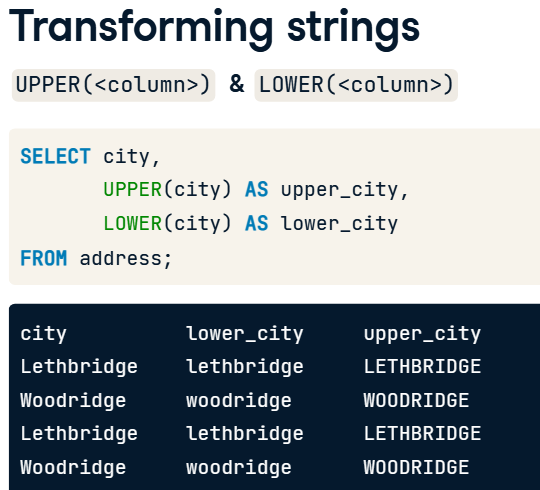 Transforming strings
UPPER(<column>) & LOWER(<column>)
SELECT city,
UPPER(city) AS upper_city,
LOWER(city) AS lower_city
FROM address;
city lower_city upper_city
Lethbridge lethbridge LETHBRIDGE
Woodridge woodridge WOODRIDGE
Lethbridge lethbridge LETHBRIDGE
Woodridge woodridge WOODRIDGE